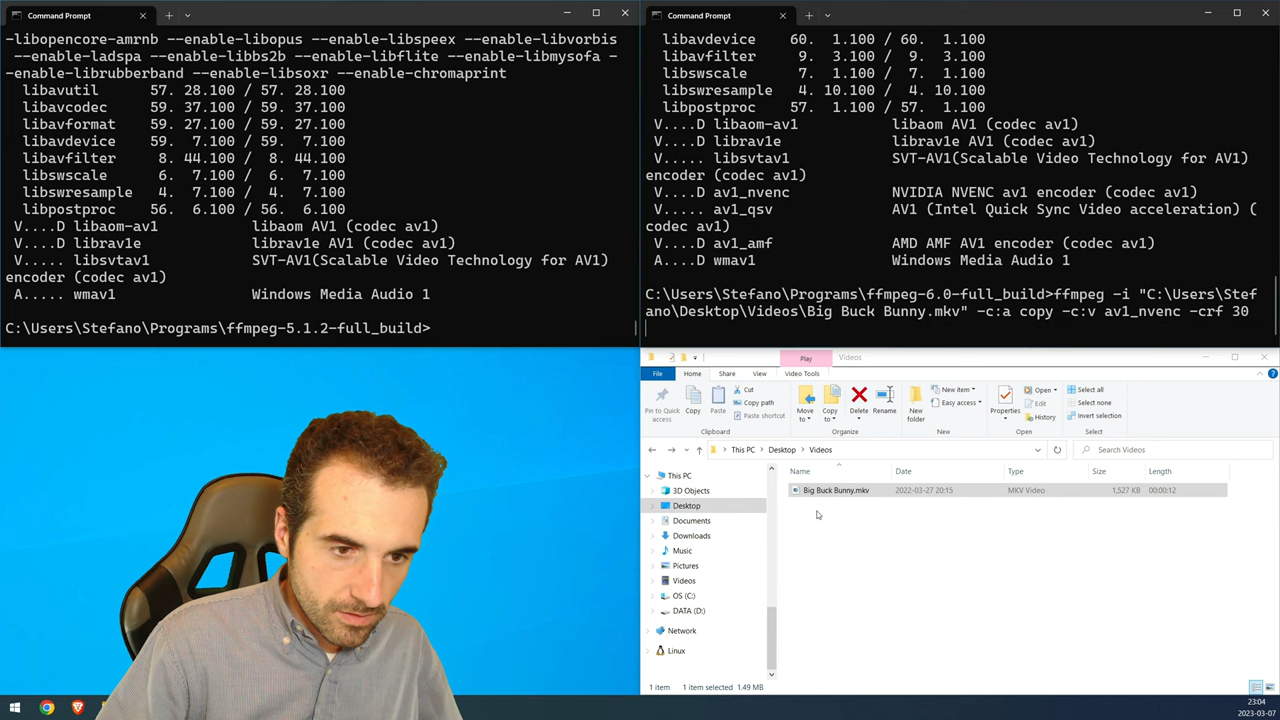 Command Prompt
-libopencore-amrnb --enable-libopus --enable-libspeex --enable-libvorbis
--enable-ladspa --enable-libbs2b --enable-libflite --enable-libmysofa -
-enable-librubberband --enable-libsoxr --enable-chromaprint
libavutil 57. 28.100 / 57. 28.100
libavcodec 59. 37.100 / 59. 37.100
libavformat 59. 27.100 / 59. 27.100
libavdevice 59. 7.100 / 59. 7.100
libavfilter 8. 44.100 / 8. 44.100
libswscale 6. 7.100 / 6. 7.100
libswresample 4. 7.100 / 4. 7.100
libpostproc 56. 6.100 / 56. 6.100
V....D libaom-av1 libaom AV1 (codec av1)
V....D librav1e librav1e AV1 (codec av1)
V..... libsvtav1 SVT-AV1(Scalable Video Technology for AV1)
encoder (codec av1)
A..... wmav1 Windows Media Audio 1
C:\Users\Stefano\Programs\ffmpeg-5.1.2-full_build>
Command Prompt
libavdevice 60. 1.100 / 60. 1.100
libavfilter 9. 3.100 / 9. 3.100
libswscale 7. 1.100 / 7. 1.100
libswresample 4. 10.100 / 4. 10.100
libpostproc 57. 1.100 / 57. 1.100
V....D libaom-av1 libaom AV1 (codec av1)
V....D librav1e librav1e AV1 (codec av1)
V..... libsvtav1 SVT-AV1(Scalable Video Technology for AV1)
encoder (codec av1)
V....D av1_nvenc NVIDIA NVENC av1 encoder (codec av1)
V..... av1_qsv AV1 (Intel Quick Sync Video acceleration) (
codec av1)
V....D av1_amf AMD AMF AV1 encoder (codec av1)
A....D wmav1 Windows Media Audio 1
C:\Users\Stefano\Programs\ffmpeg-6.0-full_build>ffmpeg -i "C:\Users\Stef
ano\Desktop\Videos\Big Buck Bunny.mkv" -c:a copy -c:v av1_nvenc -crf 30
Play Videos
File Home Share View Video Tools
Pin to Quick access
Copy
Paste
Cut
Copy path
Paste shortcut
Clipboard
Move to
Copy to
Delete
Rename
Organize
New folder
New item
Easy access
New
Properties
Open
Edit
History
Open
Select all
Select none
Invert selection
Select
This PC Desktop Videos
Search Videos
Name Date Type Size Length
Big Buck Bunny.mkv 2022-03-27 20:15 MKV Video 1,527 KB 00:00:12
This PC
3D Objects
Desktop
Documents
Downloads
Music
Pictures
Videos
OS (C:)
DATA (D:)
Network
Linux
1 item 1 item selected 1.49 MB
23:04
2023-03-07